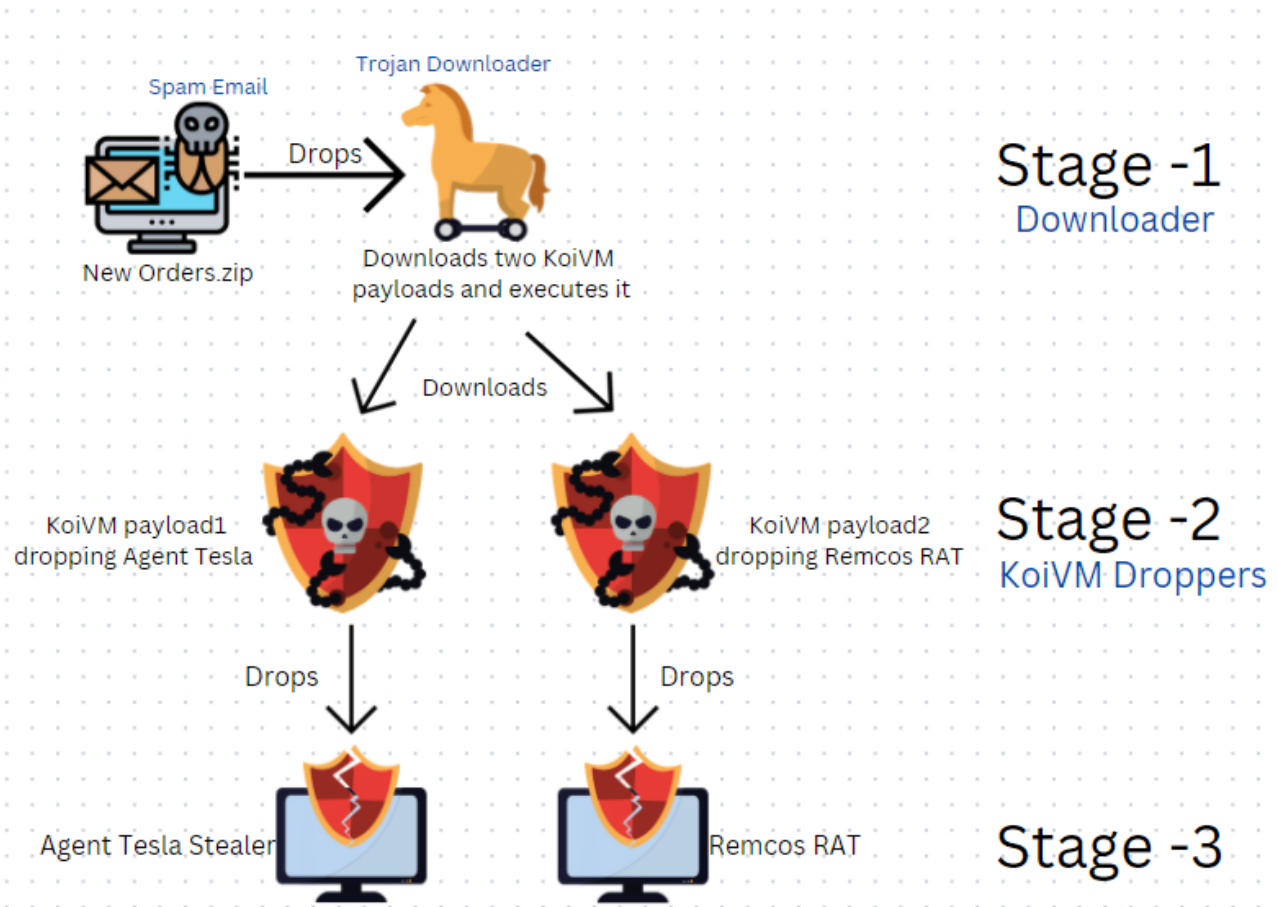 Trojan Downloader
Spam Email
Drops
Stage -1
Downloader
New Orders.zip
Downloads two KoiVM
payloads and executes it
Downloads
KoiVM payload1
dropping Agent Tesla
KoiVM payload2
dropping Remcos RAT
Stage -2
KoiVM Droppers
Drops
Drops
Agent Tesla Stealer
Remcos RAT
Stage -3